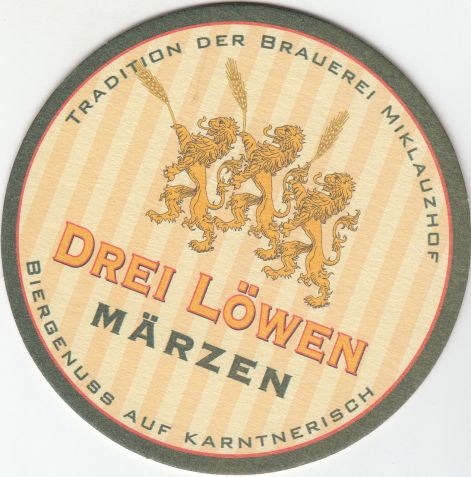 TRADITION DER BRAUEREI MIKLAUZHOF
DREI LÖWEN
MÄRZEN
BIERGENUSS AUF KARNTNERISCH